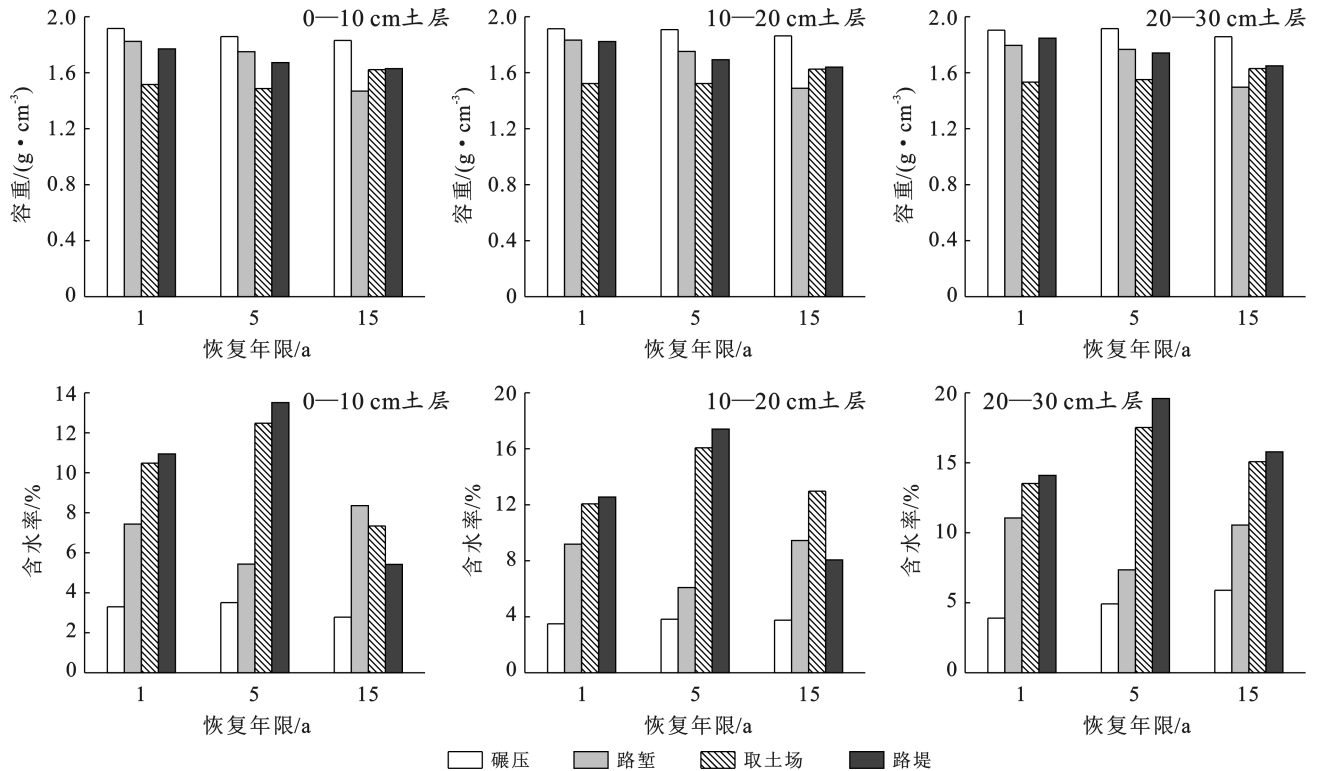 0—10 cm土层
容重/(g·cm⁻³)
2.0
1.6
1.2
0.8
0.4
0
1 5 15
恢复年限/a
10—20 cm土层
容重/(g·cm⁻³)
2.0
1.6
1.2
0.8
0.4
0
1 5 15
恢复年限/a
20—30 cm土层
容重/(g·cm⁻³)
2.0
1.6
1.2
0.8
0.4
0
1 5 15
恢复年限/a
0—10 cm土层
含水率/%
14
12
10
8
6
4
2
0
1 5 15
恢复年限/a
10—20 cm土层
含水率/%
20
16
12
8
4
0
1 5 15
恢复年限/a
20—30 cm土层
含水率/%
20
15
10
5
0
1 5 15
恢复年限/a
碾压 路堑 取土场 路堤